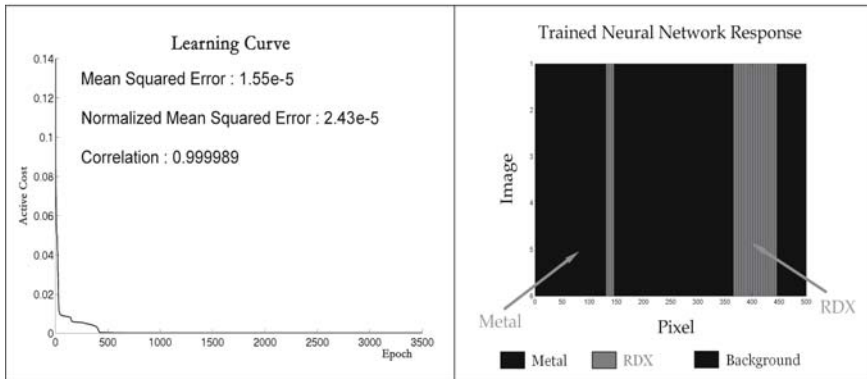 Learning Curve
0.14
Mean Squared Error : 1.55e-5
0.12
Normalized Mean Squared Error : 2.43e-5
0.1
Correlation : 0.999989
0.08
Active Cost
0.06
0.04
0.02
0
0 500 1000 1500 2000 2500 3000 3500
Epoch
Trained Neural Network Response
1
2
3
Image
4
5
6
0 50 100 150 200 250 300 350 400 450 500
Metal
RDX
Pixel
Metal RDX Background